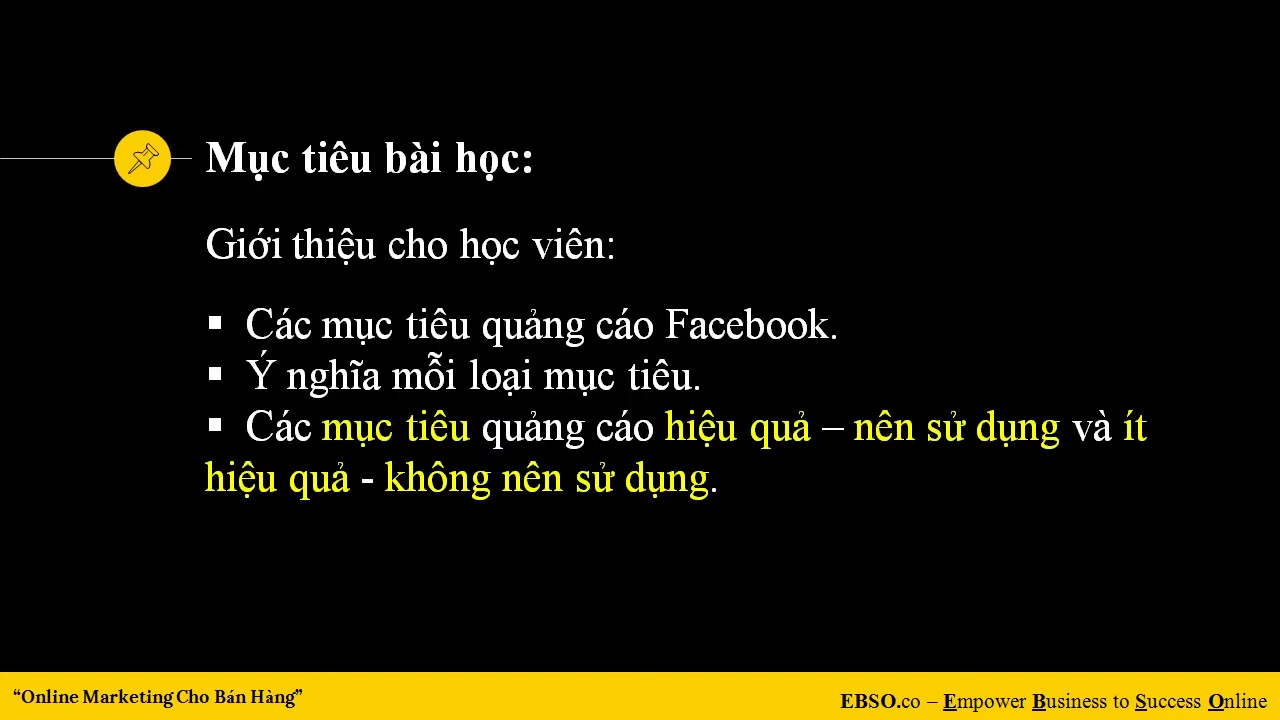 Mục tiêu bài học:
Giới thiệu cho học viên:
▪ Các mục tiêu quảng cáo Facebook.
▪ Ý nghĩa mỗi loại mục tiêu.
▪ Các mục tiêu quảng cáo hiệu quả – nên sử dụng và ít
hiệu quả - không nên sử dụng.
“Online Marketing Cho Bán Hàng”
EBSO.co – Empower Business to Success Online